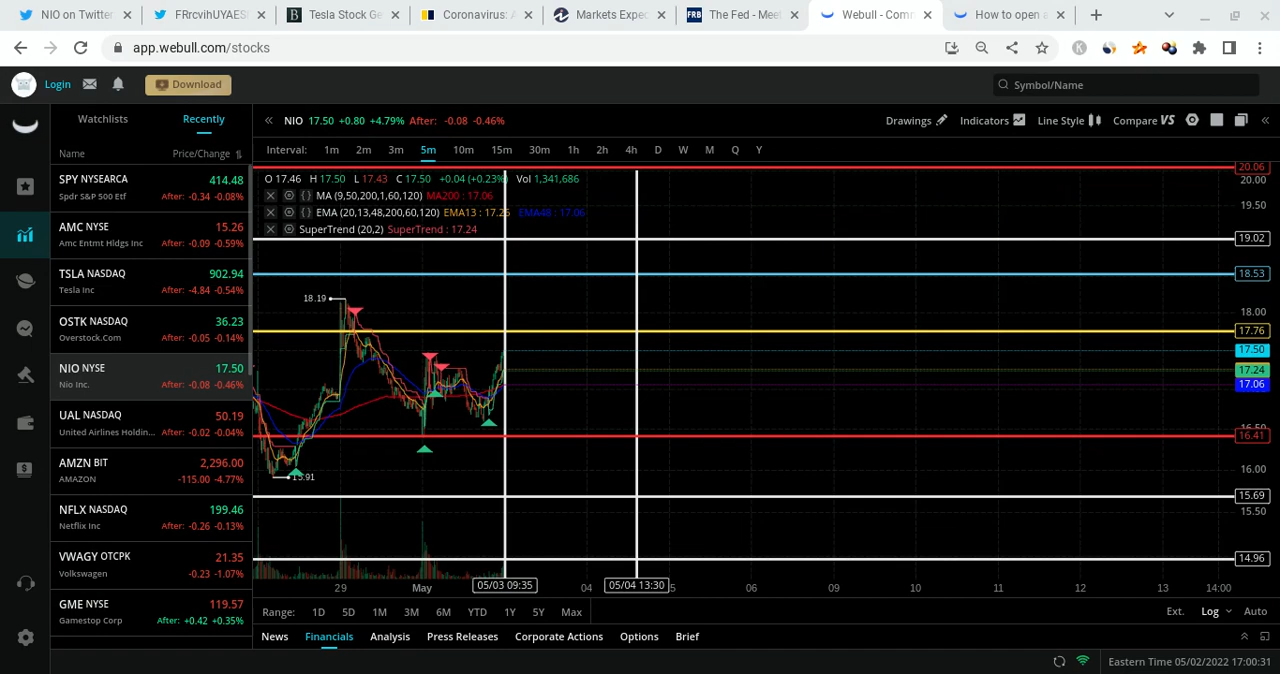 NIO on Twitter
FRrcvihUYAES
Tesla Stock Ge
Coronavirus: A
Markets Expec
The Fed - Meet
Webull - Comm
How to open a
app.webull.com/stocks
Login
Download
Symbol/Name
Watchlists
Recently
Name
Price/Change
SPY NYSEARCA 414.48
Spdr S&P 500 Etf After: -0.34 -0.08%
AMC NYSE 15.26
Amc Entmt Hldgs Inc After: -0.09 -0.59%
TSLA NASDAQ 902.94
Tesla Inc After: -4.84 -0.54%
OSTK NASDAQ 36.23
Overstock.Com After: -0.05 -0.14%
NIO NYSE 17.50
Nio Inc. After: -0.08 -0.46%
UAL NASDAQ 50.19
United Airlines Holdin... After: -0.02 -0.04%
AMZN BIT 2,296.00
AMAZON -115.00 -4.77%
NFLX NASDAQ 199.46
Netflix Inc After: -0.26 -0.13%
VWAGY OTCPK 21.35
Volkswagen -0.23 -1.07%
GME NYSE 119.57
Gamestop Corp After: +0.42 +0.35%
NIO 17.50 +0.80 +4.79% After: -0.08 -0.46%
Drawings Indicators Line Style Compare VS
Interval: 1m 2m 3m 5m 10m 15m 30m 1h 2h 4h D W M Q Y
O 17.46 H 17.50 L 17.43 C 17.50 +0.04 (+0.23%) Vol 1,341,686
MA (9,50,200,1,60,120) MA200 : 17.06
EMA (20,13,48,200,60,120) EMA13 : 17.26 EMA48 : 17.06
SuperTrend (20,2) SuperTrend : 17.24
18.19
15.91
20.06
20.00
19.50
19.02
18.53
18.00
17.76
17.50
17.24
17.06
16.50
16.41
16.00
15.69
15.50
14.96
29 May 05/03 09:35 04 05/04 13:30 5 06 09 10 11 12 13 14:00
Range: 1D 5D 1M 3M 6M YTD 1Y 5Y Max
Ext. Log Auto
News Financials Analysis Press Releases Corporate Actions Options Brief
Eastern Time 05/02/2022 17:00:31